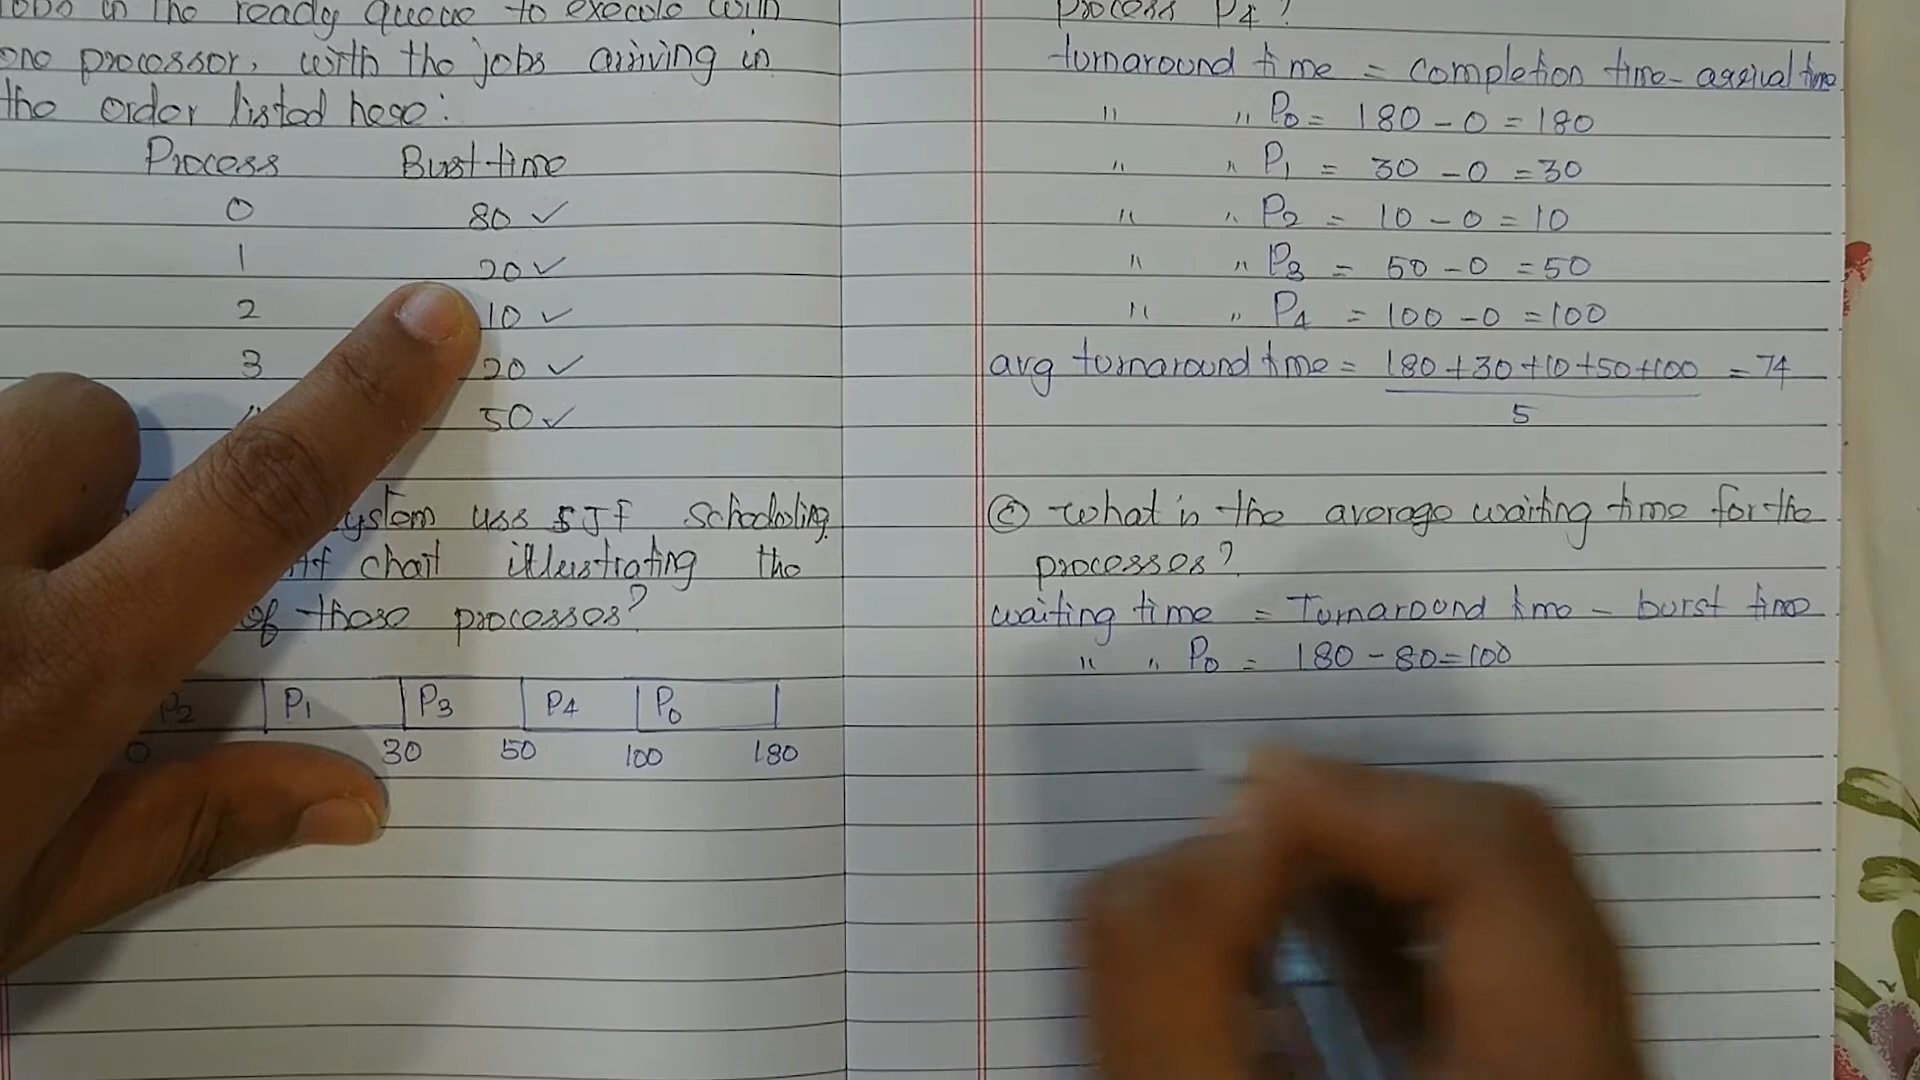 Jobs in the ready queue to execute with
one processor, with the jobs arriving in
the order listed here:
Process Burst time
0 80 ✓
1 20 ✓
2 10 ✓
3 20 ✓
50 ✓
system uses SJF Scheduling
chart illustrating the
of these processes?
P2 P1 P3 P4 P0
0 30 50 100 180
process P4?
turnaround time = completion time - arrival time
" " P0 = 180 - 0 = 180
" " P1 = 30 - 0 = 30
" " P2 = 10 - 0 = 10
" " P3 = 50 - 0 = 50
" " P4 = 100 - 0 = 100
avg turnaround time = 180+30+10+50+100 = 74
5
(c) what is the average waiting time for the
processes?
waiting time = Turnaround time - burst time
" " P0 = 180 - 80 = 100